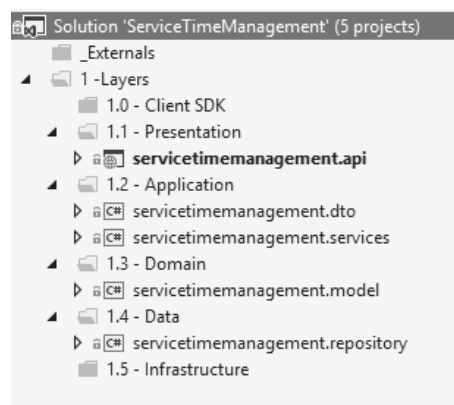 Solution 'ServiceTimeManagement' (5 projects)
_Externals
1 -Layers
1.0 - Client SDK
1.1 - Presentation
servicetimemanagement.api
1.2 - Application
C# servicetimemanagement.dto
C# servicetimemanagement.services
1.3 - Domain
C# servicetimemanagement.model
1.4 - Data
C# servicetimemanagement.repository
1.5 - Infrastructure